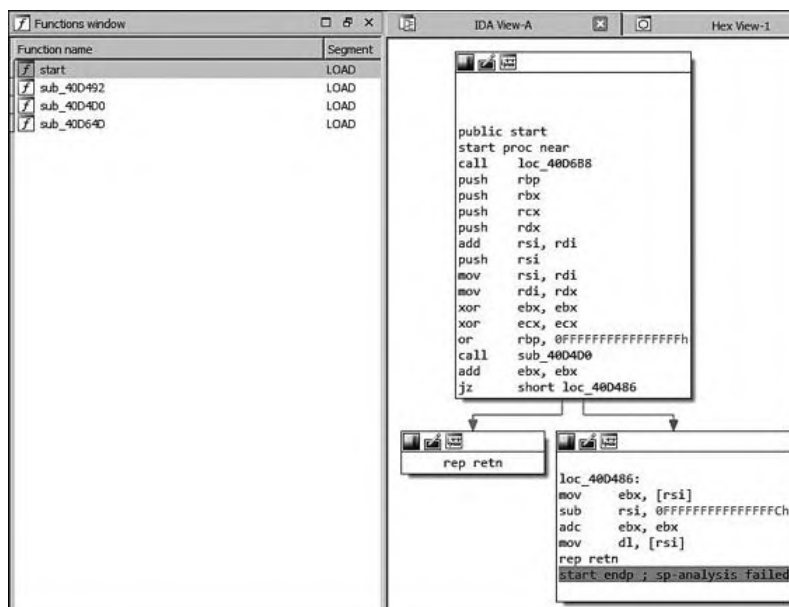 Functions window
Function name Segment
f start LOAD
f sub_40D492 LOAD
f sub_40D4D0 LOAD
f sub_40D64D LOAD
IDA View-A
Hex View-1
public start
start proc near
call loc_40D6B8
push rbp
push rbx
push rcx
push rdx
add rsi, rdi
push rsi
mov rsi, rdi
mov rdi, rdx
xor ebx, ebx
xor ecx, ecx
or rbp, 0FFFFFFFFFFFFFFFFh
call sub_40D4D0
add ebx, ebx
jz short loc_40D486
rep retn
loc_40D486:
mov ebx, [rsi]
sub rsi, 0FFFFFFFFFFFFFFFCh
adc ebx, ebx
mov dl, [rsi]
rep retn
start endp ; sp-analysis failed